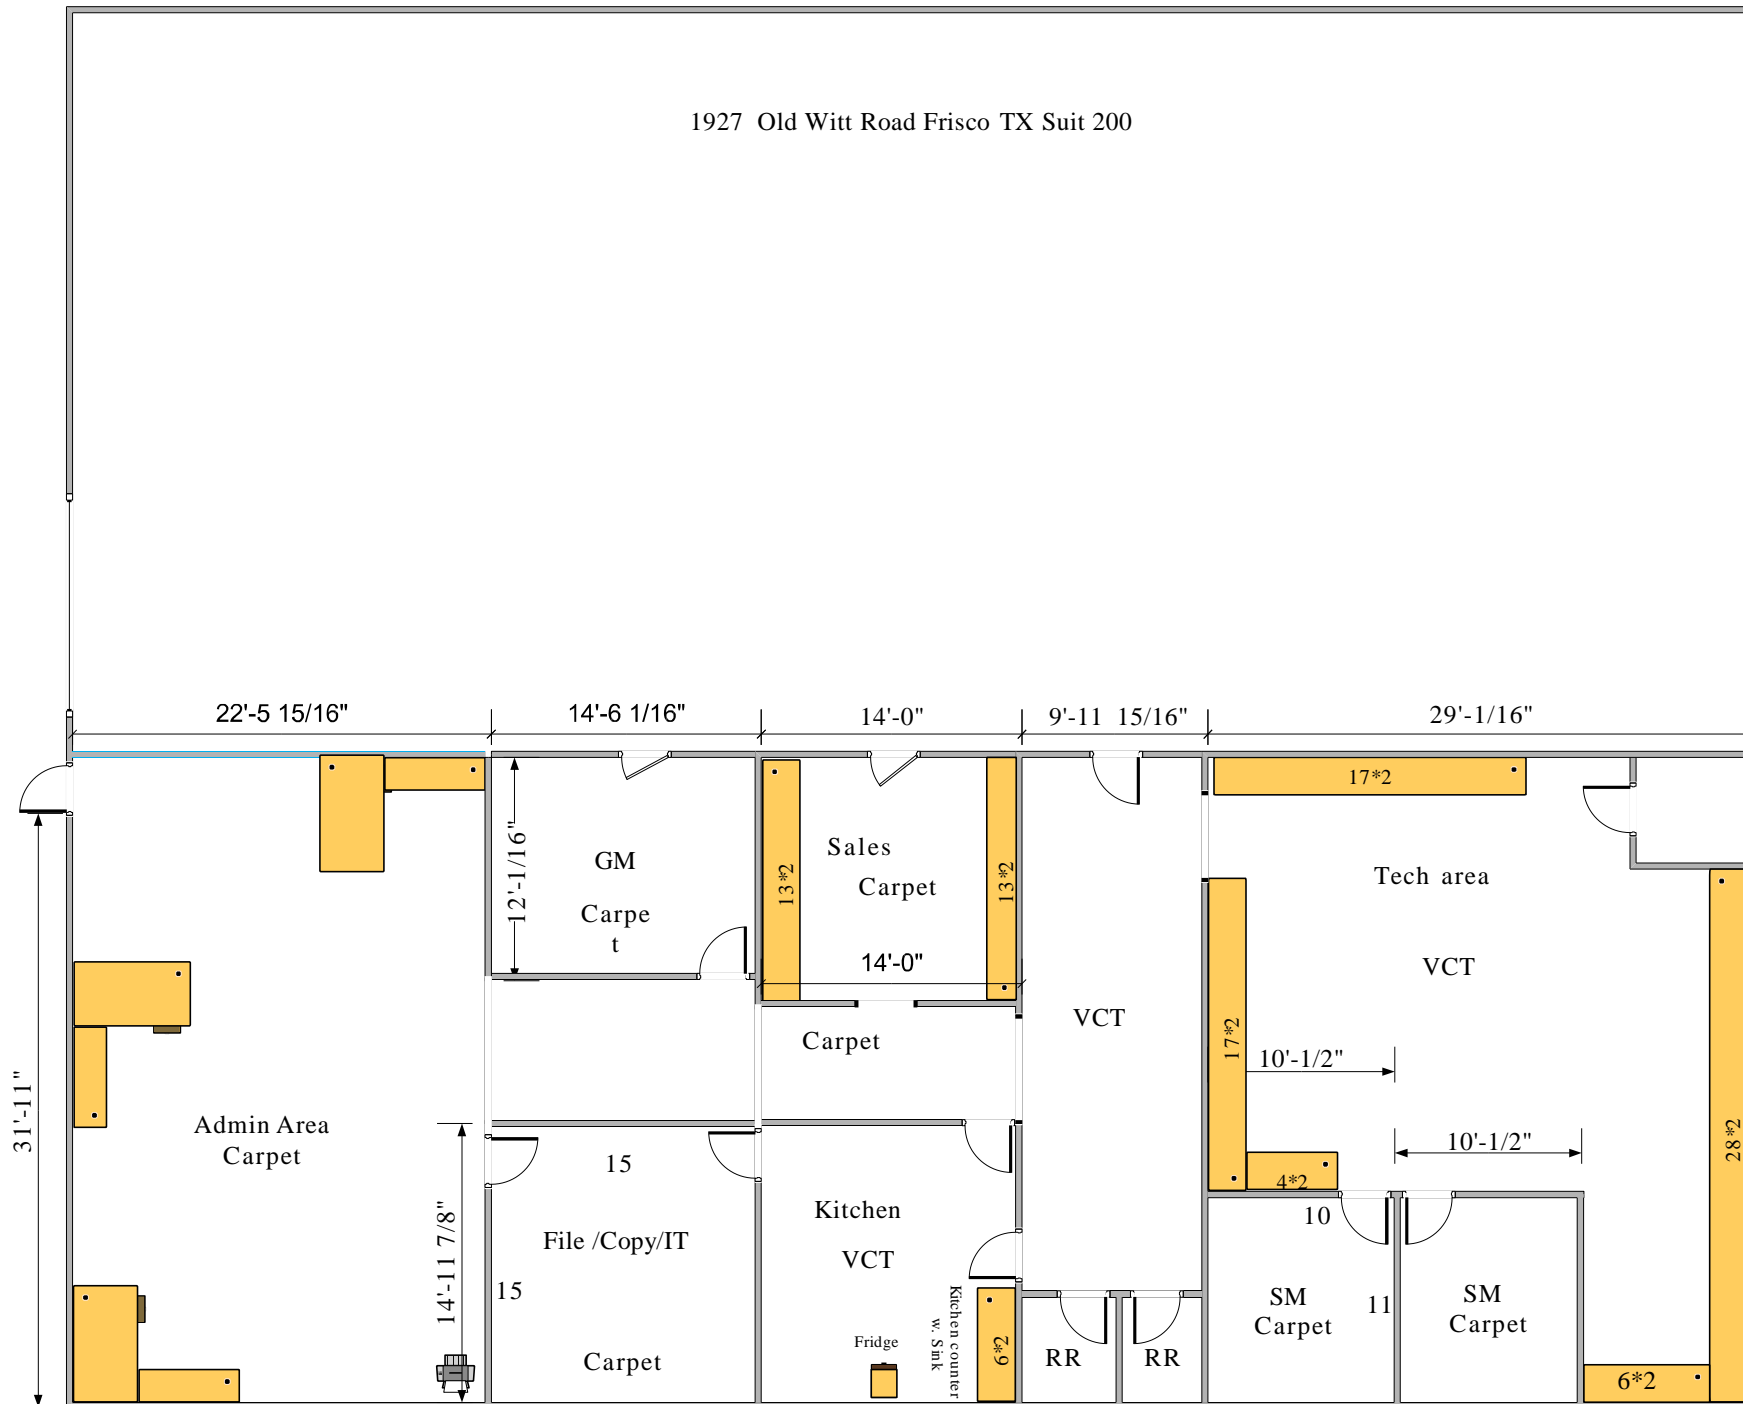 1927 Old Witt Road Frisco TX Suit 200
22'-5 15/16"
14'-6 1/16"
14'-0"
9'-11 15/16"
29'-1/16"
17*2
12'-1/16"
GM
Carpe
t
13*2
Sales
Carpet
13*2
14'-0"
Tech area
VCT
VCT
Carpet
17*2
10'-1/2"
10'-1/2"
28*2
31'-11"
Admin Area
Carpet
15
14'-11 7/8"
File /Copy/IT
15
Carpet
Kitchen
VCT
Fridge
Kitchen counter
w. Sink
6*2
RR
RR
4*2
10
SM
Carpet
11
SM
Carpet
6*2